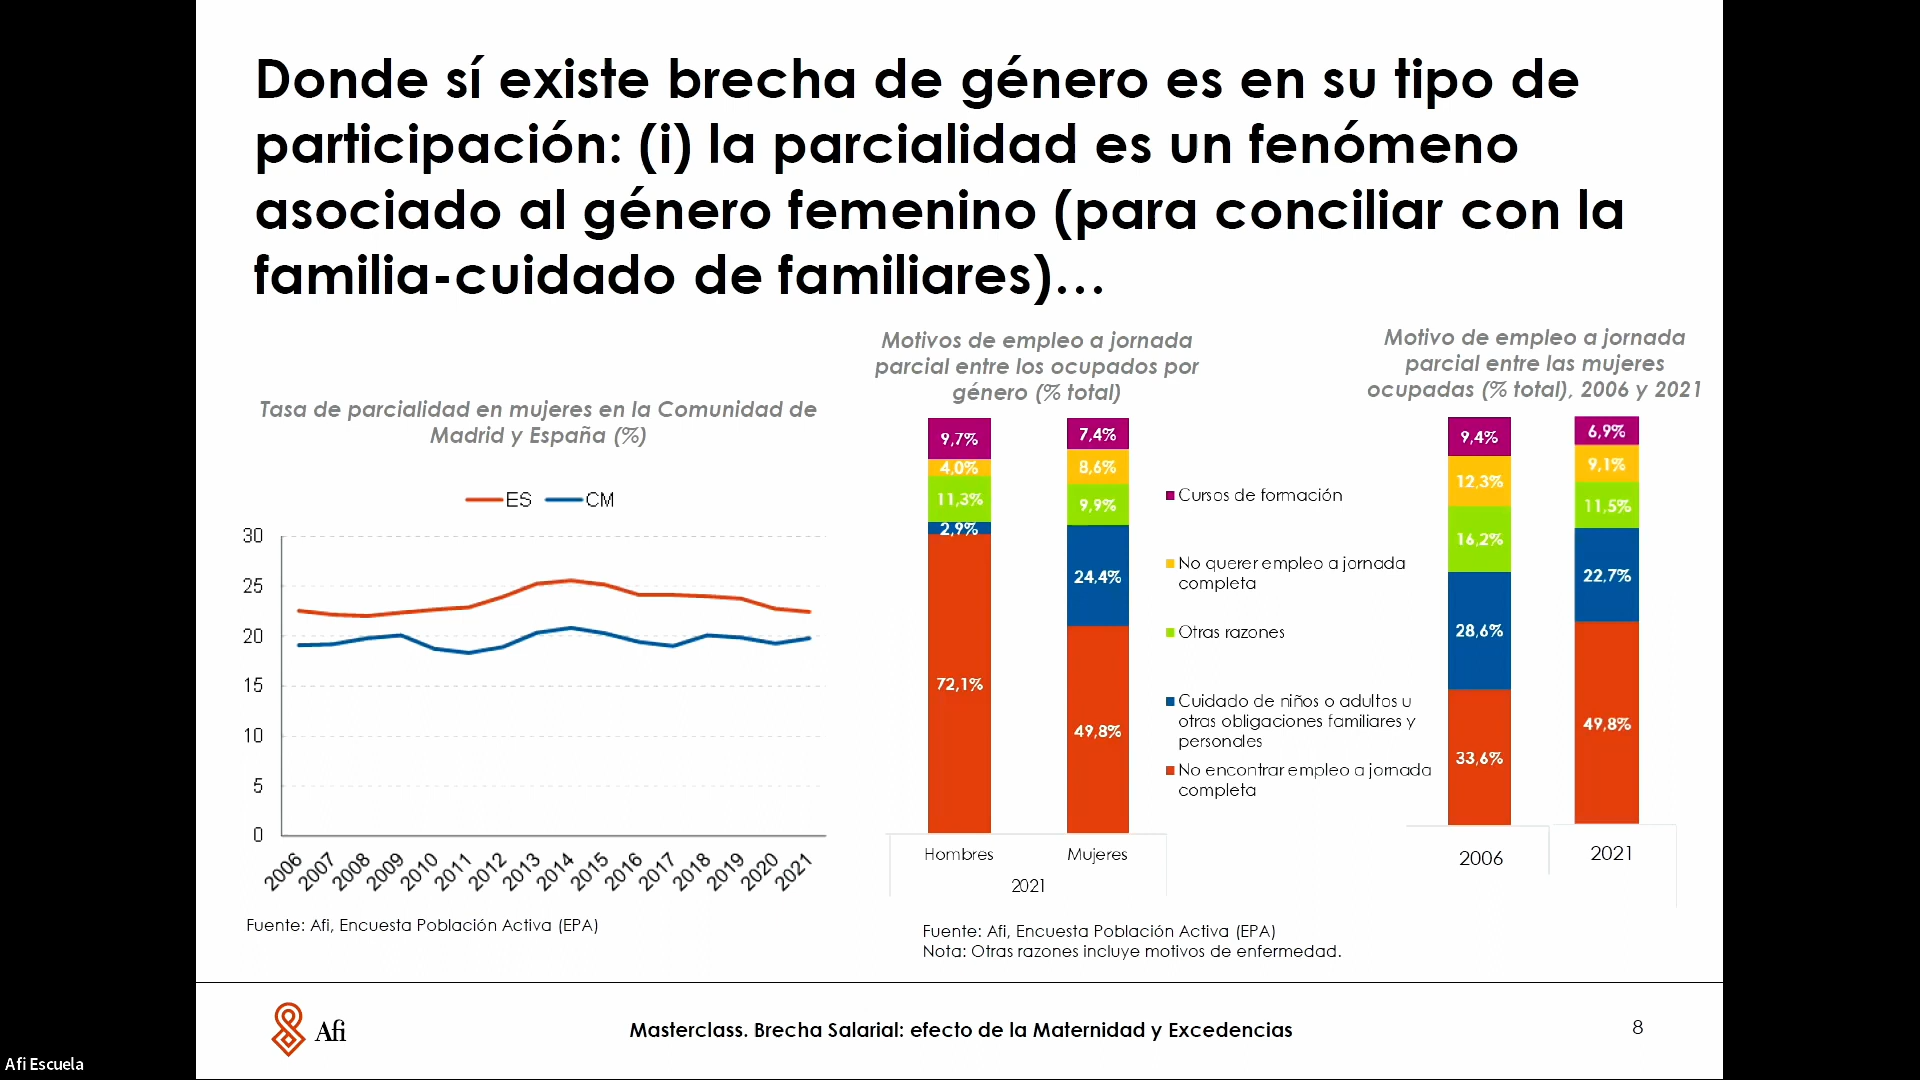 Donde sí existe brecha de género es en su tipo de
participación: (i) la parcialidad es un fenómeno
asociado al género femenino (para conciliar con la
familia-cuidado de familiares)…
Tasa de parcialidad en mujeres en la Comunidad de
Madrid y España (%)
ES CM
30
25
20
15
10
5
0
2006 2007 2008 2009 2010 2011 2012 2013 2014 2015 2016 2017 2018 2019 2020 2021
Fuente: Afi, Encuesta Población Activa (EPA)
Motivos de empleo a jornada
parcial entre los ocupados por
género (% total)
9,7% 7,4%
4,0% 8,6%
11,3% 9,9%
2,9% 24,4%
72,1% 49,8%
Hombres Mujeres
2021
Cursos de formación
No querer empleo a jornada
completa
Otras razones
Cuidado de niños o adultos u
otras obligaciones familiares y
personales
No encontrar empleo a jornada
completa
Motivo de empleo a jornada
parcial entre las mujeres
ocupadas (% total), 2006 y 2021
9,4% 6,9%
12,3% 9,1%
16,2% 11,5%
28,6% 22,7%
33,6% 49,8%
2006 2021
Fuente: Afi, Encuesta Población Activa (EPA)
Nota: Otras razones incluye motivos de enfermedad.
Afi
Masterclass. Brecha Salarial: efecto de la Maternidad y Excedencias
8
Afi Escuela